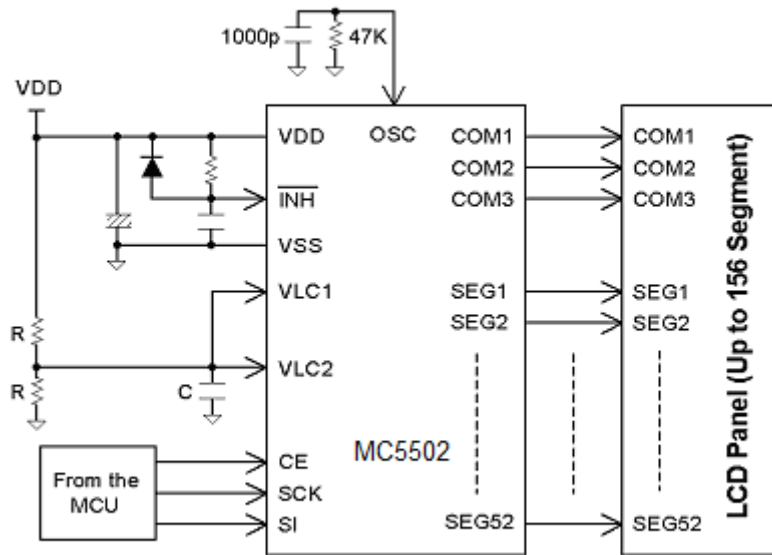 1000p
47K
VDD
VDD
OSC
COM1
COM1
COM2
COM2
INH
COM3
COM3
VSS
VLC1
SEG1
SEG1
SEG2
SEG2
R
VLC2
R
C
MC5502
CE
From the
MCU
SCK
SI
SEG52
SEG52
LCD Panel (Up to 156 Segment)